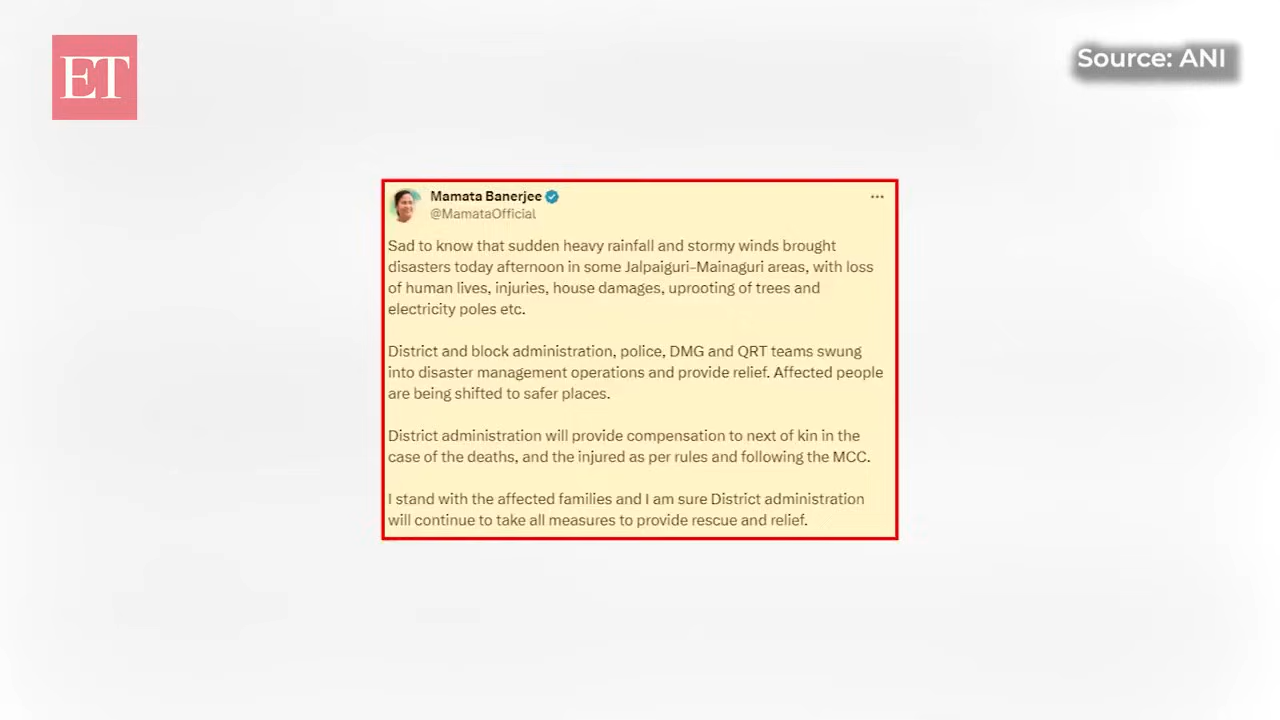 ET
Source: ANI
Mamata Banerjee
@MamataOfficial
Sad to know that sudden heavy rainfall and stormy winds brought
disasters today afternoon in some Jalpaiguri-Mainaguri areas, with loss
of human lives, injuries, house damages, uprooting of trees and
electricity poles etc.
District and block administration, police, DMG and QRT teams swung
into disaster management operations and provide relief. Affected people
are being shifted to safer places.
District administration will provide compensation to next of kin in the
case of the deaths, and the injured as per rules and following the MCC.
I stand with the affected families and I am sure District administration
will continue to take all measures to provide rescue and relief.